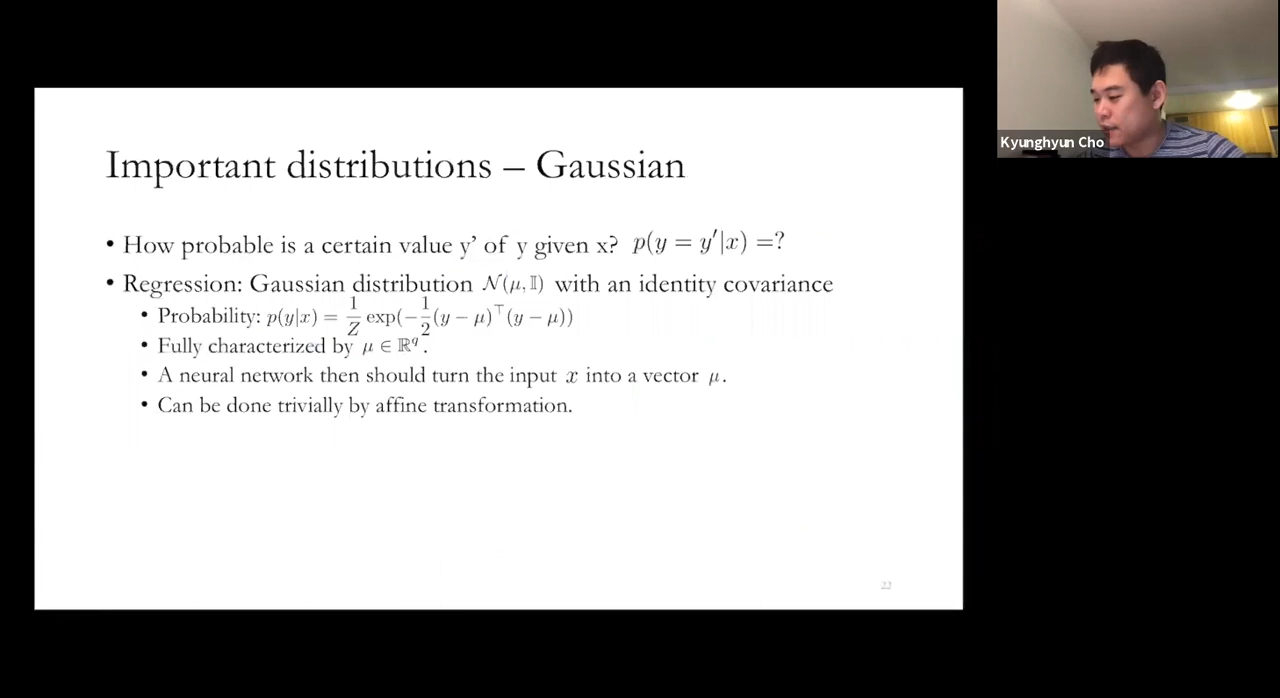 Kyunghyun Cho
Important distributions – Gaussian
• How probable is a certain value y’ of y given x? p(y = y′|x) =?
• Regression: Gaussian distribution 𝒩(μ, 𝕀) with an identity covariance
• Probability: p(y|x) = 1/Z exp(−1/2(y − μ)⊤(y − μ))
• Fully characterized by μ ∈ ℝ^q.
• A neural network then should turn the input x into a vector μ.
• Can be done trivially by affine transformation.
22